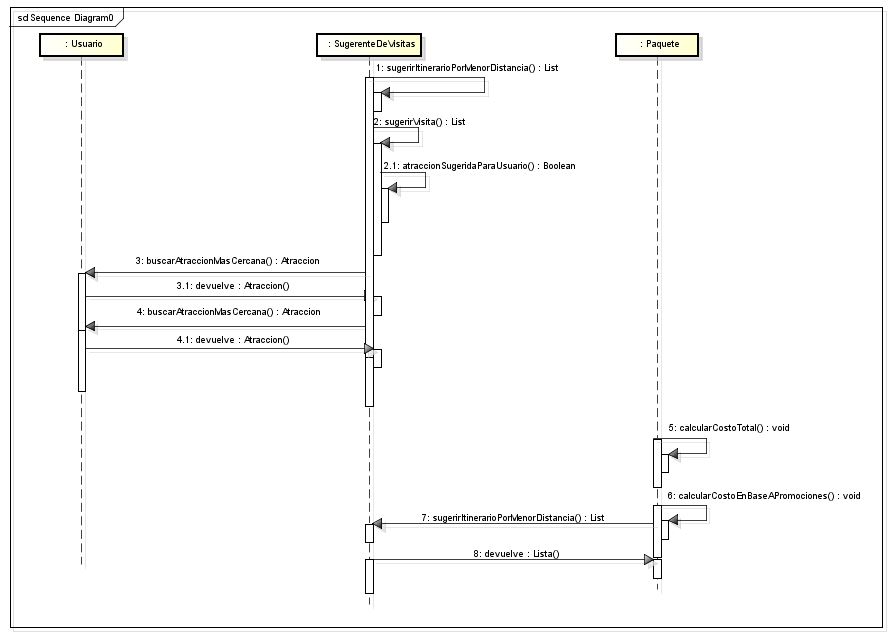 sd Sequence Diagram0
: Usuario
: SugerenteDeVisitas
: Paquete
1: sugerirItinerarioPorMenorDistancia() : List
2: sugerirVisita() : List
2.1: atraccionSugeridaParaUsuario() : Boolean
3: buscarAtraccionMasCercana() : Atraccion
3.1: devuelve : Atraccion()
4: buscarAtraccionMasCercana() : Atraccion
4.1: devuelve : Atraccion()
5: calcularCostoTotal() : void
6: calcularCostoEnBaseAPromociones() : void
7: sugerirItinerarioPorMenorDistancia() : List
8: devuelve : Lista()